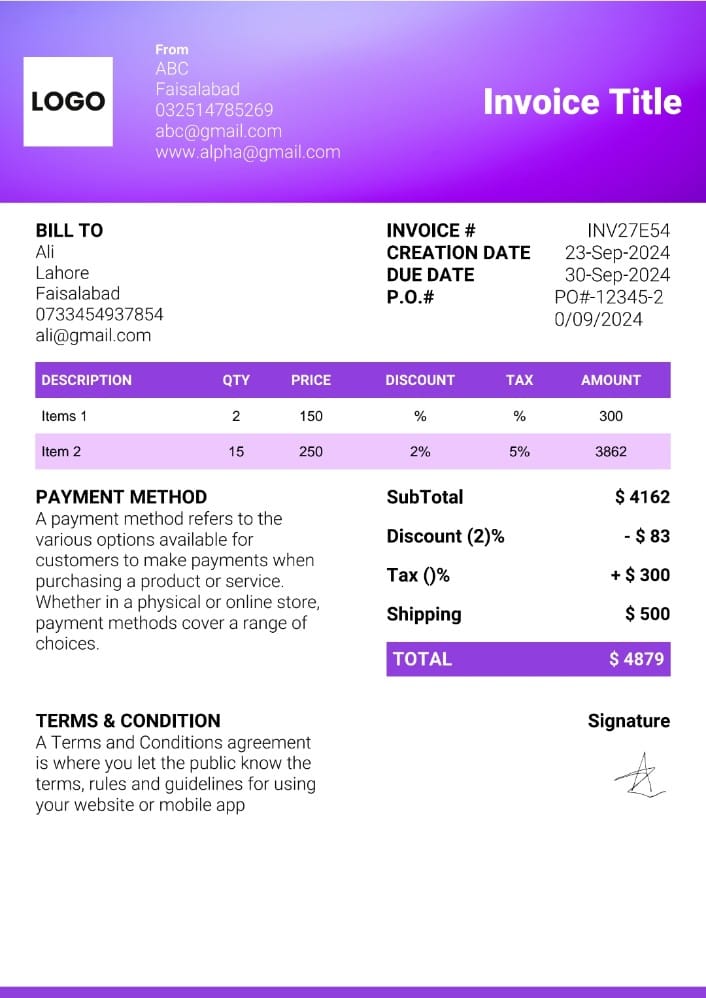 LOGO
From
ABC
Faisalabad
032514785269
abc@gmail.com
www.alpha@gmail.com
Invoice Title
BILL TO
Ali
Lahore
Faisalabad
0733454937854
ali@gmail.com
INVOICE # INV27E54
CREATION DATE 23-Sep-2024
DUE DATE 30-Sep-2024
P.O.# PO#-12345-2
0/09/2024
DESCRIPTION QTY PRICE DISCOUNT TAX AMOUNT
Items 1 2 150 % % 300
Item 2 15 250 2% 5% 3862
PAYMENT METHOD
A payment method refers to the
various options available for
customers to make payments when
purchasing a product or service.
Whether in a physical or online store,
payment methods cover a range of
choices.
SubTotal $ 4162
Discount (2)% - $ 83
Tax ()% + $ 300
Shipping $ 500
TOTAL $ 4879
TERMS & CONDITION
A Terms and Conditions agreement
is where you let the public know the
terms, rules and guidelines for using
your website or mobile app
Signature